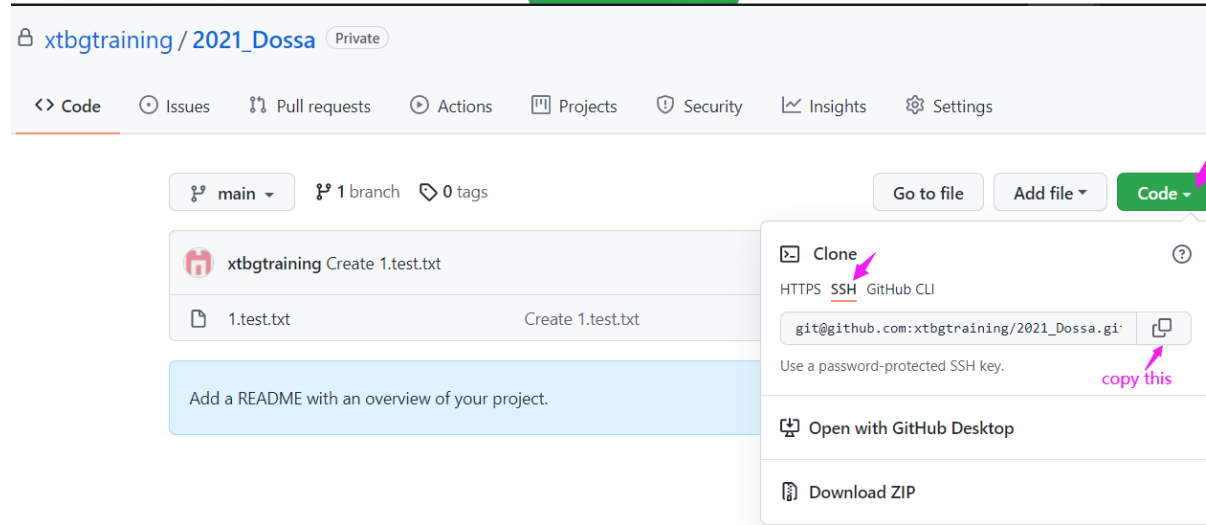 xtbgtraining / 2021_Dossa Private
Code Issues Pull requests Actions Projects Security Insights Settings
main 1 branch 0 tags Go to file Add file Code
xtbgtraining Create 1.test.txt
1.test.txt Create 1.test.txt
Add a README with an overview of your project.
Clone
HTTPS SSH GitHub CLI
git@github.com:xtbgtraining/2021_Dossa.gi
Use a password-protected SSH key.
copy this
Open with GitHub Desktop
Download ZIP